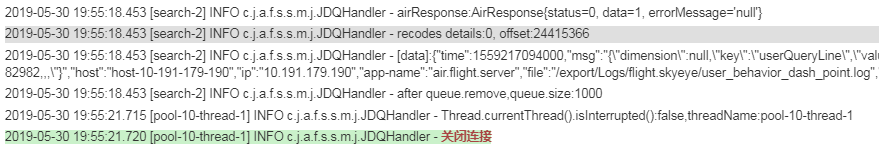 2019-05-30 19:55:18.453 [search-2] INFO c.j.a.f.s.s.m.j.JDQHandler - airResponse:AirResponse{status=0, data=1, errorMessage='null'}
2019-05-30 19:55:18.453 [search-2] INFO c.j.a.f.s.s.m.j.JDQHandler - recodes details:0, offset:24415366
2019-05-30 19:55:18.453 [search-2] INFO c.j.a.f.s.s.m.j.JDQHandler - [data]:{"time":1559217094000,"msg":"{\"dimension\":null,\"key\":\"userQueryLine\",\"valu
82982,,,\"}","host":"host-10-191-179-190","ip":"10.191.179.190","app-name":"air.flight.server","file":"/export/Logs/flight.skyeye/user_behavior_dash_point.log","
2019-05-30 19:55:18.453 [search-2] INFO c.j.a.f.s.s.m.j.JDQHandler - after queue.remove,queue.size:1000
2019-05-30 19:55:21.715 [pool-10-thread-1] INFO c.j.a.f.s.s.m.j.JDQHandler - Thread.currentThread().isInterrupted():false,threadName:pool-10-thread-1
2019-05-30 19:55:21.720 [pool-10-thread-1] INFO c.j.a.f.s.s.m.j.JDQHandler - 关闭连接